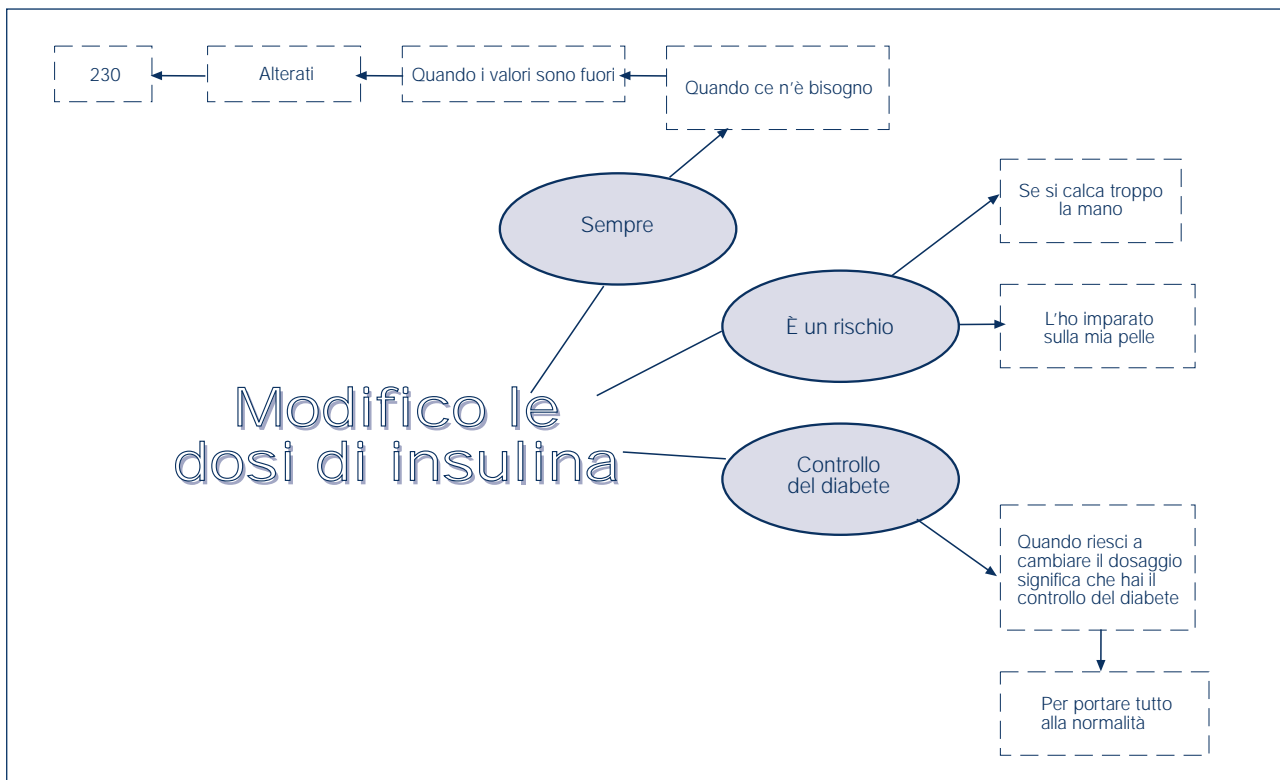 230
Alterati
Quando i valori sono fuori
Quando ce n'è bisogno
Sempre
Se si calca troppo
la mano
È un rischio
L'ho imparato
sulla mia pelle
Modifico le
dosi di insulina
Controllo
del diabete
Quando riesci a
cambiare il dosaggio
significa che hai il
controllo del diabete
Per portare tutto
alla normalità